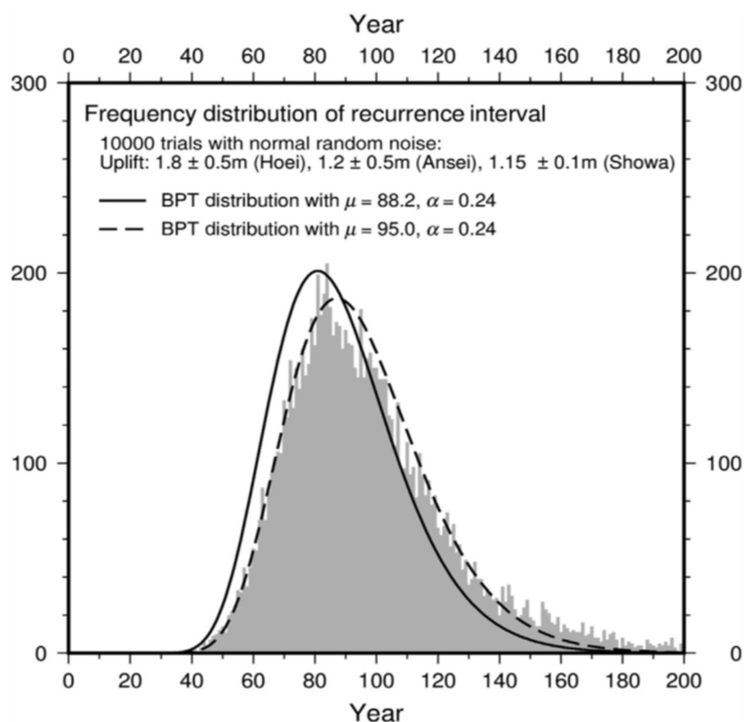 Year
0 20 40 60 80 100 120 140 160 180 200
300 300
Frequency distribution of recurrence interval
10000 trials with normal random noise:
Uplift: 1.8 ± 0.5m (Hoei), 1.2 ± 0.5m (Ansei), 1.15 ± 0.1m (Showa)
BPT distribution with μ = 88.2, α = 0.24
BPT distribution with μ = 95.0, α = 0.24
200 200
100 100
0 0
0 20 40 60 80 100 120 140 160 180 200
Year